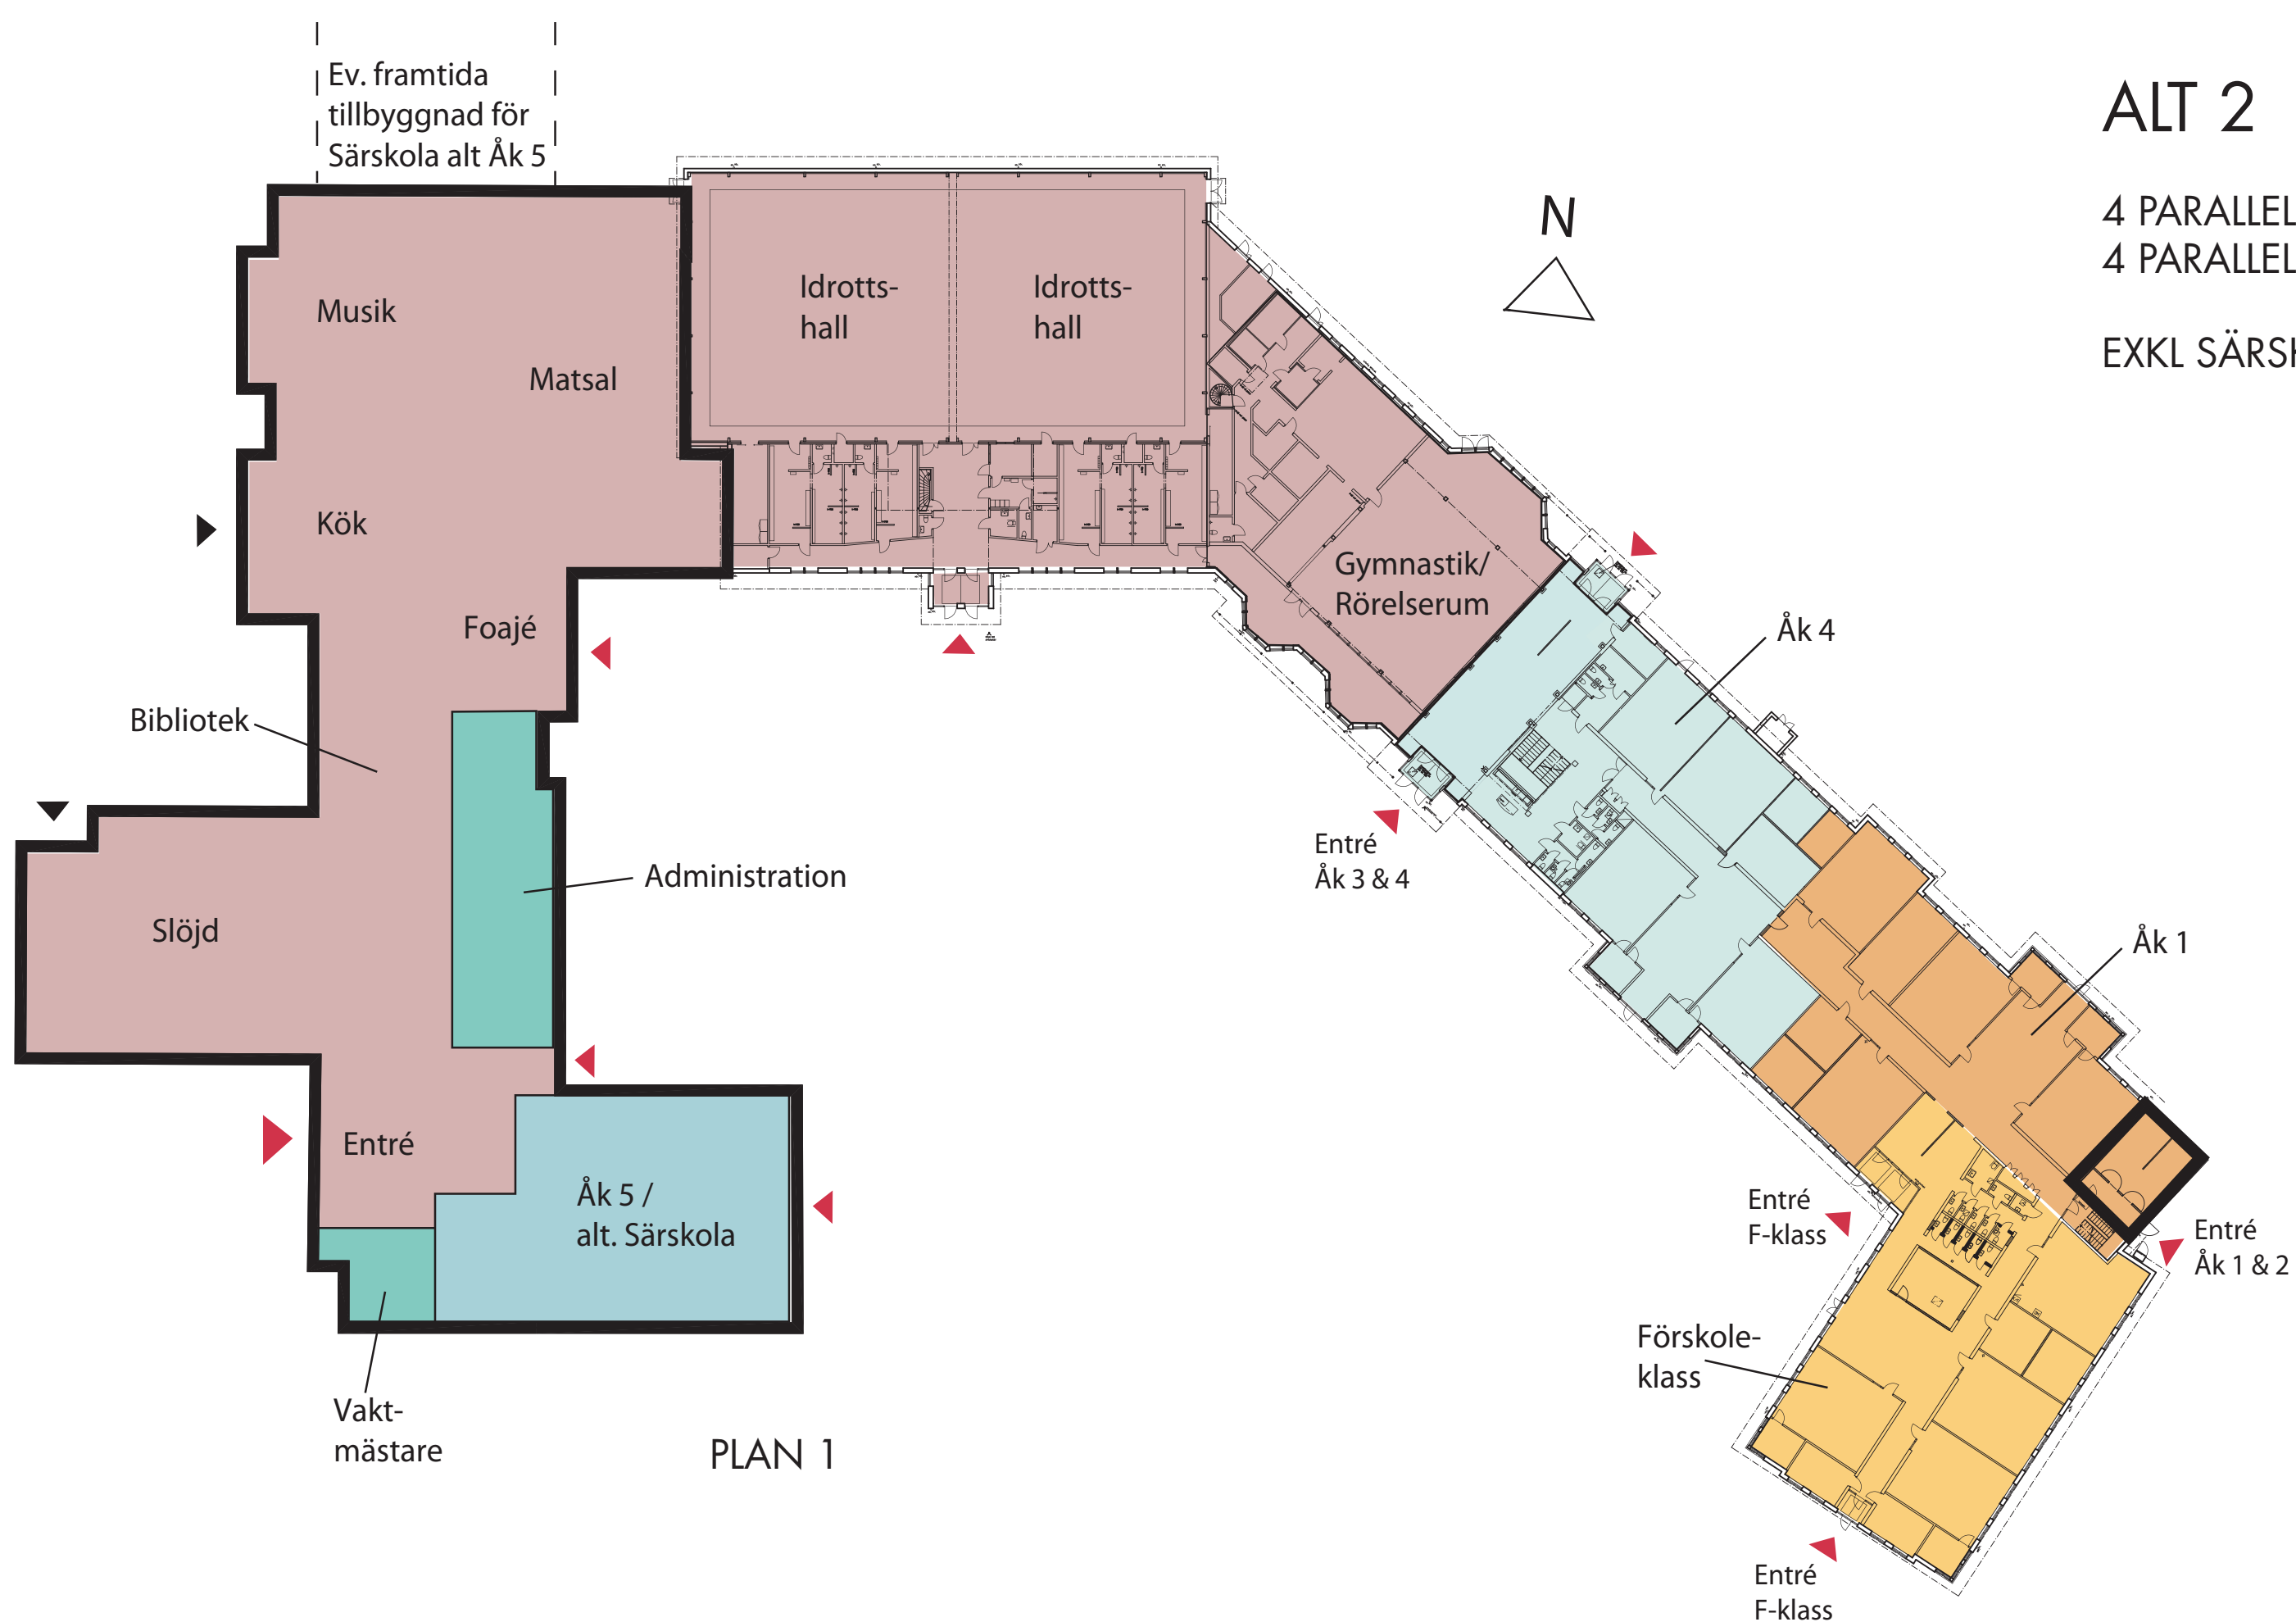 Ev. framtida
tillbyggnad för
Särskola alt Åk 5
ALT 2
4 PARALLEL
4 PARALLEL
EXKL SÄRSK
N
Musik
Matsal
Idrotts-
hall
Idrotts-
hall
Kök
Foajé
Gymnastik/
Rörelserum
Åk 4
Bibliotek
Entré
Åk 3 & 4
Administration
Slöjd
Åk 1
Entré
Åk 5 /
alt. Särskola
Entré
F-klass
Entré
Åk 1 & 2
Förskole-
klass
Vakt-
mästare
PLAN 1
Entré
F-klass